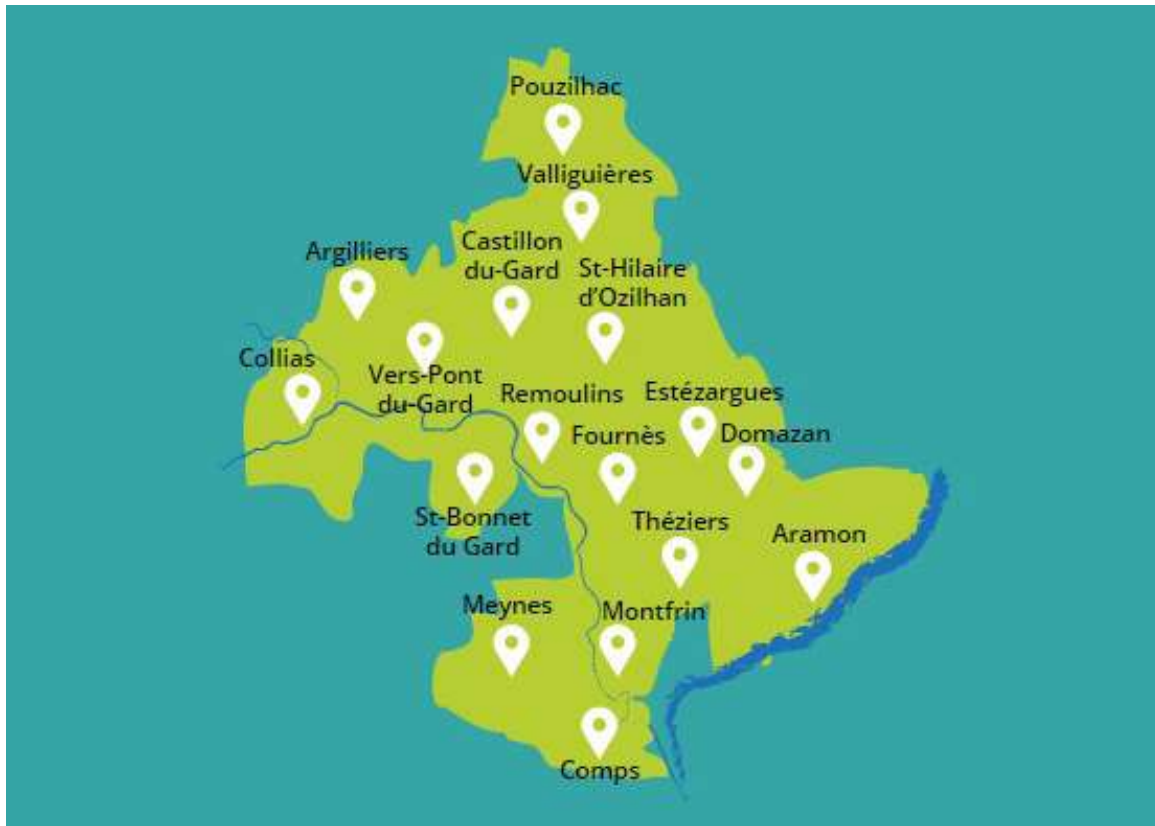 Pouzilhac
Valliguières
Argilliers
Castillon
du-Gard
St-Hilaire
d'Ozilhan
Collias
Vers-Pont
du-Gard
Remoulins
Estézargues
Fournès
Domazan
St-Bonnet
du Gard
Théziers
Aramon
Meynes
Montfrin
Comps